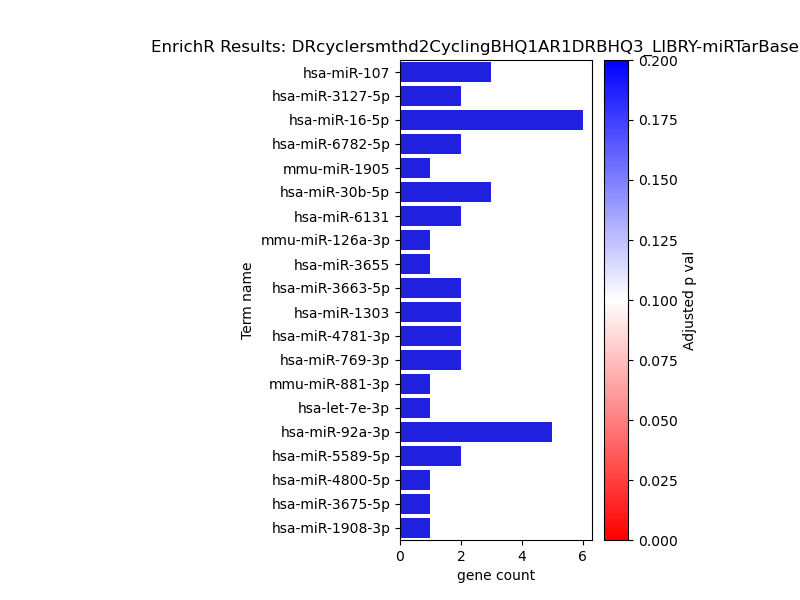 EnrichR Results: DRcyclersmthd2CyclingBHQ1AR1DRBHQ3_LIBRY-miRTarBase
hsa-miR-107
hsa-miR-3127-5p
hsa-miR-16-5p
hsa-miR-6782-5p
mmu-miR-1905
hsa-miR-30b-5p
hsa-miR-6131
mmu-miR-126a-3p
hsa-miR-3655
hsa-miR-3663-5p
hsa-miR-1303
hsa-miR-4781-3p
hsa-miR-769-3p
mmu-miR-881-3p
hsa-let-7e-3p
hsa-miR-92a-3p
hsa-miR-5589-5p
hsa-miR-4800-5p
hsa-miR-3675-5p
hsa-miR-1908-3p
Term name
0 2 4 6
gene count
0.200
0.175
0.150
0.125
0.100
0.075
0.050
0.025
0.000
Adjusted p val